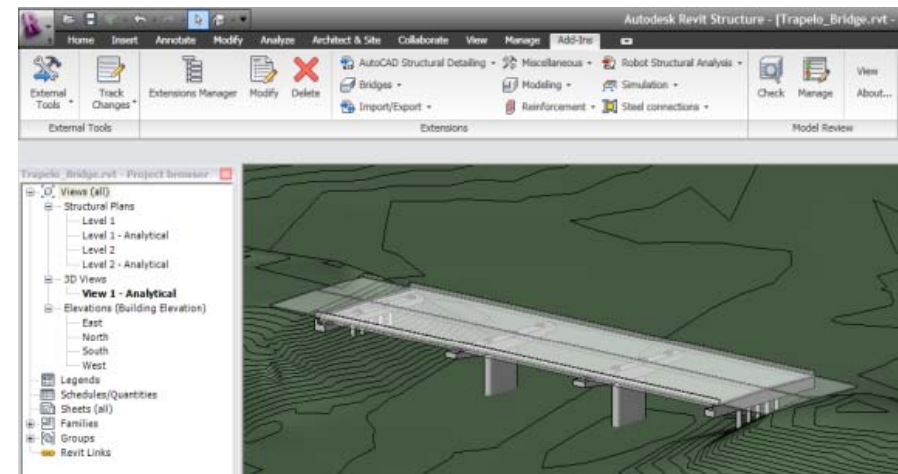 Autodesk Revit Structure - [Trapelo_Bridge.rvt -
Home Insert Annotate Modify Analyze Architect & Site Collaborate View Manage Add-Ins
External Tools
Track Changes
Extensions Manager
Modify
Delete
AutoCAD Structural Detailing
Bridges
Import/Export
Miscellaneous
Modeling
Reinforcement
Robot Structural Analysis
Simulation
Steel connections
Check
Manage
View
About...
External Tools
Extensions
Model Review
Trapelo_Bridge.rvt - Project browser
Views (all)
Structural Plans
Level 1
Level 1 - Analytical
Level 2
Level 2 - Analytical
3D Views
View 1 - Analytical
Elevations (Building Elevation)
East
North
South
West
Legends
Schedules/Quantities
Sheets (all)
Families
Groups
Revit Links